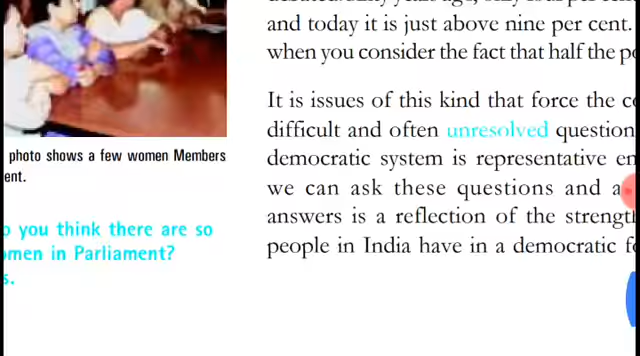 and today it is just above nine per cent.
when you consider the fact that half the
It is issues of this kind that force the
difficult and often unresolved question
democratic system is representative
we can ask these questions and
answers is a reflection of the
people in India have in a democratic
photo shows a few women Members
ent.
you think there are so
omen in Parliament?
s.